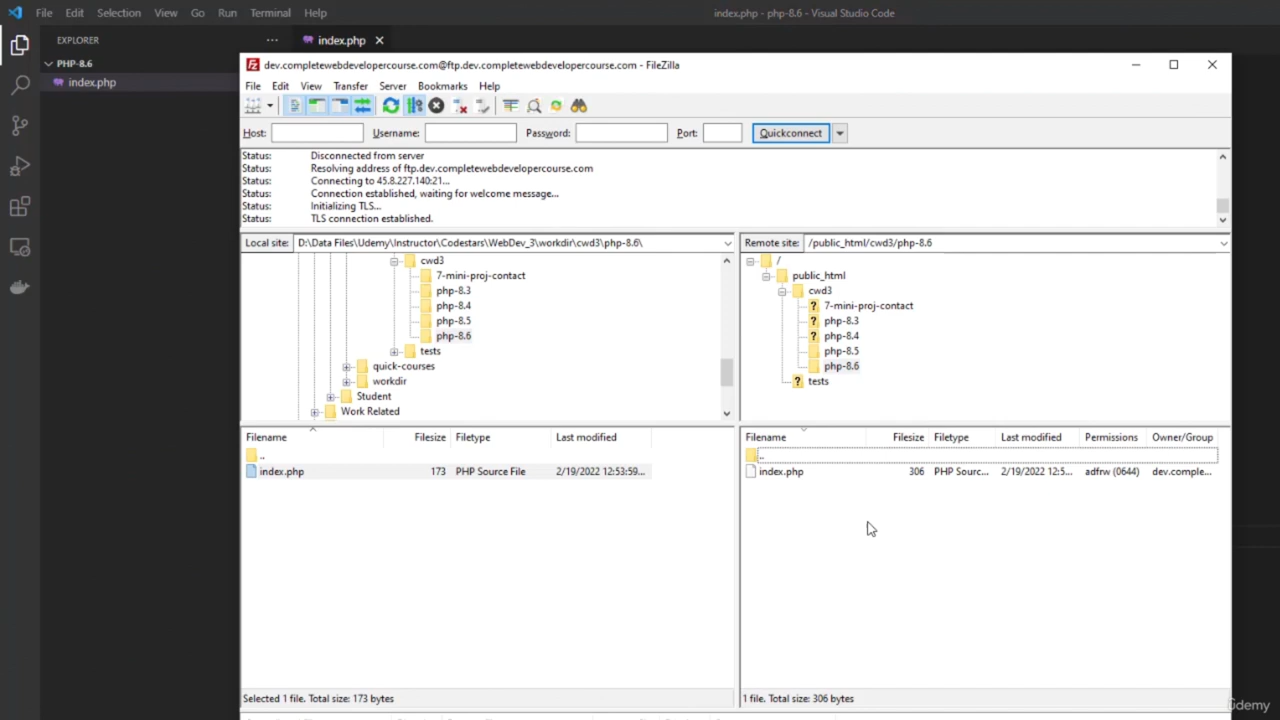 File Edit Selection View Go Run Terminal Help index.php - php-8.6 - Visual Studio Code
EXPLORER ··· index.php
PHP-8.6
index.php
dev.completewebdevelopercourse.com@ftp.dev.completewebdevelopercourse.com - FileZilla
File Edit View Transfer Server Bookmarks Help
Host: Username: Password: Port: Quickconnect
Status: Disconnected from server
Status: Resolving address of ftp.dev.completewebdevelopercourse.com
Status: Connecting to 45.8.227.140:21...
Status: Connection established, waiting for welcome message...
Status: Initializing TLS...
Status: TLS connection established.
Local site: D:\Data Files\Udemy\Instructor\Codestars\WebDev_3\workdir\cwd3\php-8.6\
cwd3
7-mini-proj-contact
php-8.3
php-8.4
php-8.5
php-8.6
tests
quick-courses
workdir
Student
Work Related
Remote site: /public_html/cwd3/php-8.6
/
public_html
cwd3
? 7-mini-proj-contact
? php-8.3
? php-8.4
php-8.5
php-8.6
? tests
Filename Filesize Filetype Last modified
..
index.php 173 PHP Source File 2/19/2022 12:53:59...
Selected 1 file. Total size: 173 bytes
Filename Filesize Filetype Last modified Permissions Owner/Group
..
index.php 306 PHP Sourc... 2/19/2022 12:5... adfrw (0644) dev.comple...
1 file. Total size: 306 bytes
Udemy